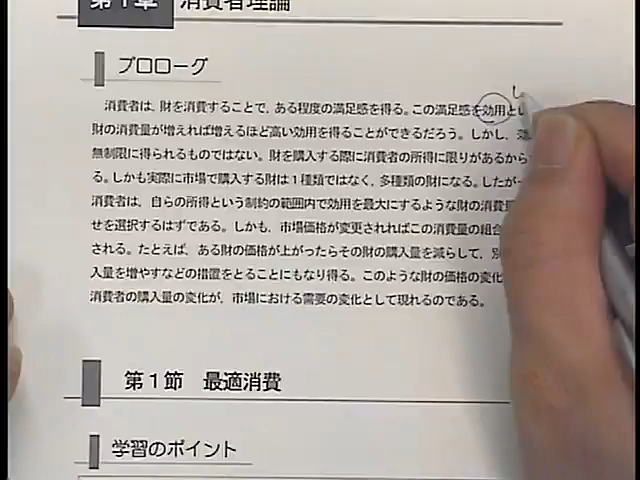 第1章 消費者理論
プロローグ
消費者は、財を消費することで、ある程度の満足感を得る。この満足感を効用とい
財の消費量が増えれば増えるほど高い効用を得ることができるだろう。しかし、効
無制限に得られるものではない。財を購入する際に消費者の所得に限りがあるから
る。しかも実際に市場で購入する財は1種類ではなく、多種類の財になる。したが
消費者は、自らの所得という制約の範囲内で効用を最大にするような財の消費量
せを選択するはずである。しかも、市場価格が変更されればこの消費量の組合
される。たとえば、ある財の価格が上がったらその財の購入量を減らして、別
入量を増やすなどの措置をとることにもなり得る。このような財の価格の変化
消費者の購入量の変化が、市場における需要の変化として現れるのである。
第1節 最適消費
学習のポイント